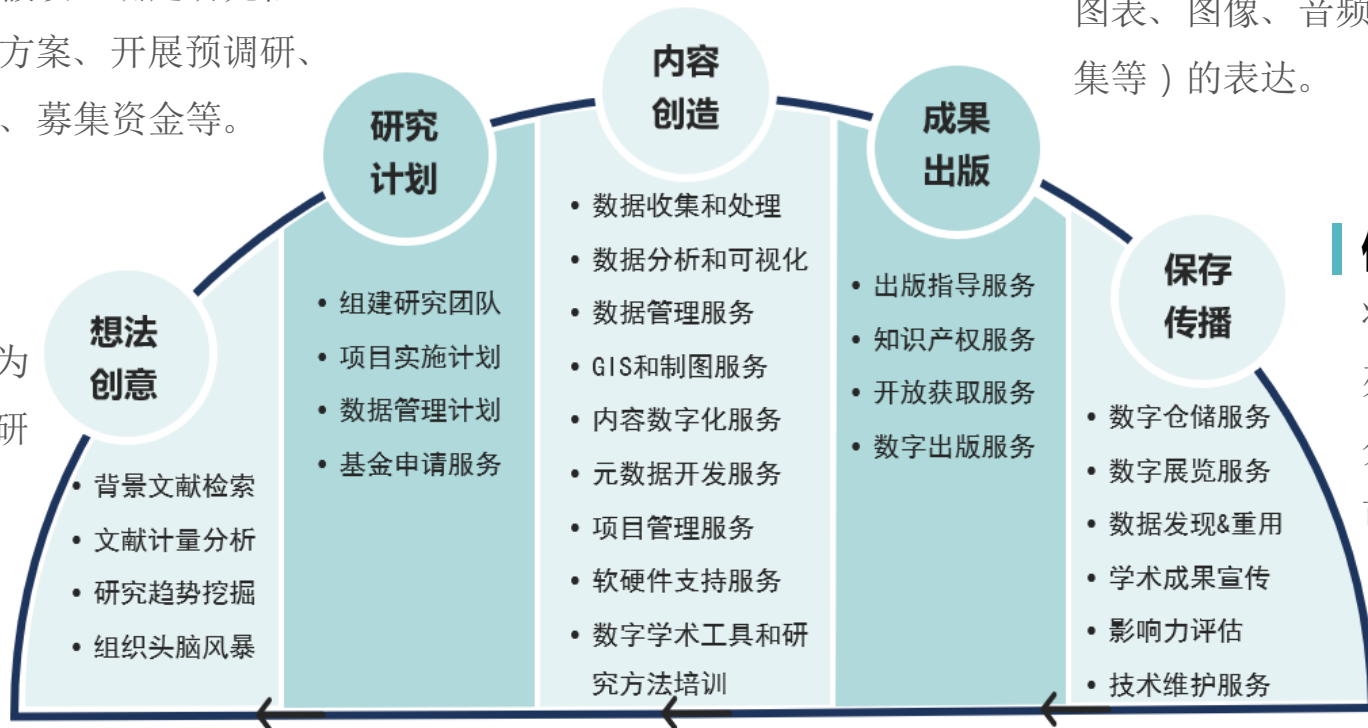 方案、开展预调研、
、募集资金等。
图表、图像、音频
集等）的表达。
为
研
想法
创意
• 背景文献检索
• 文献计量分析
• 研究趋势挖掘
• 组织头脑风暴
研究
计划
• 组建研究团队
• 项目实施计划
• 数据管理计划
• 基金申请服务
内容
创造
• 数据收集和处理
• 数据分析和可视化
• 数据管理服务
• GIS和制图服务
• 内容数字化服务
• 元数据开发服务
• 项目管理服务
• 软硬件支持服务
• 数字学术工具和研
究方法培训
成果
出版
• 出版指导服务
• 知识产权服务
• 开放获取服务
• 数字出版服务
保存
传播
• 数字仓储服务
• 数字展览服务
• 数据发现&重用
• 学术成果宣传
• 影响力评估
• 技术维护服务